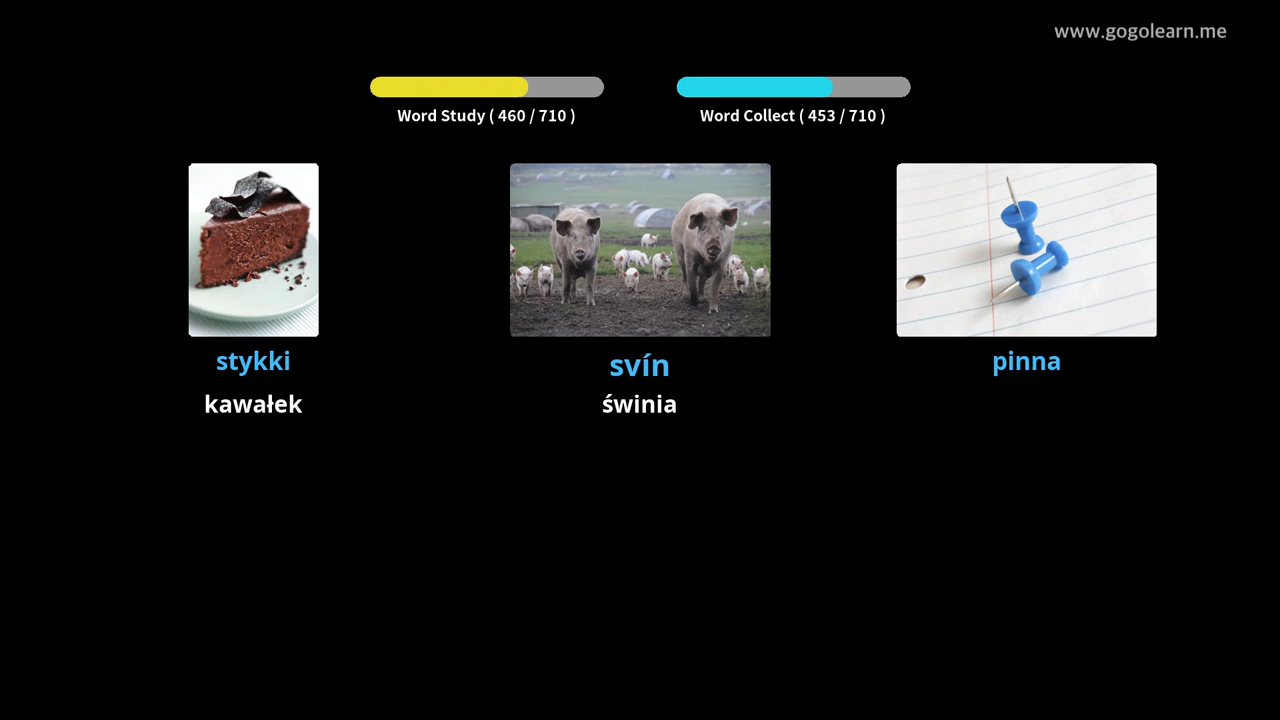 www.gogolearn.me
Word Study ( 460 / 710 )
Word Collect ( 453 / 710 )
stykki
svín
pinna
kawałek
świnia